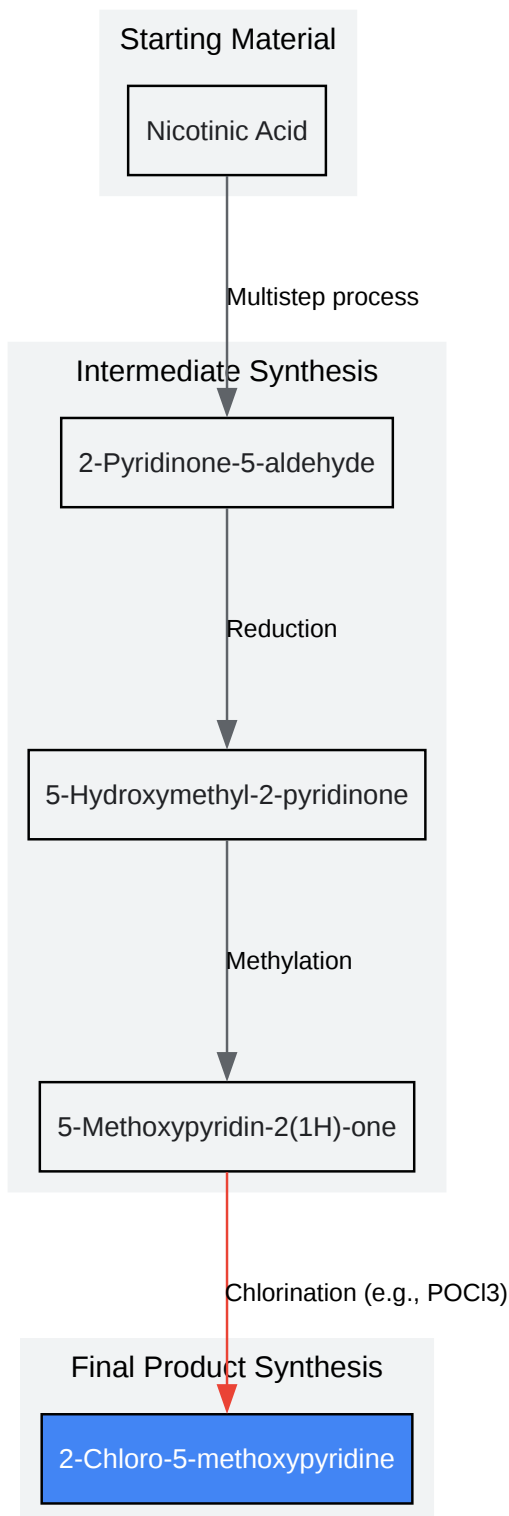 Starting Material
Nicotinic Acid
Multistep process
Intermediate Synthesis
2-Pyridinone-5-aldehyde
Reduction
5-Hydroxymethyl-2-pyridinone
Methylation
5-Methoxypyridin-2(1H)-one
Chlorination (e.g., POCl3)
Final Product Synthesis
2-Chloro-5-methoxypyridine